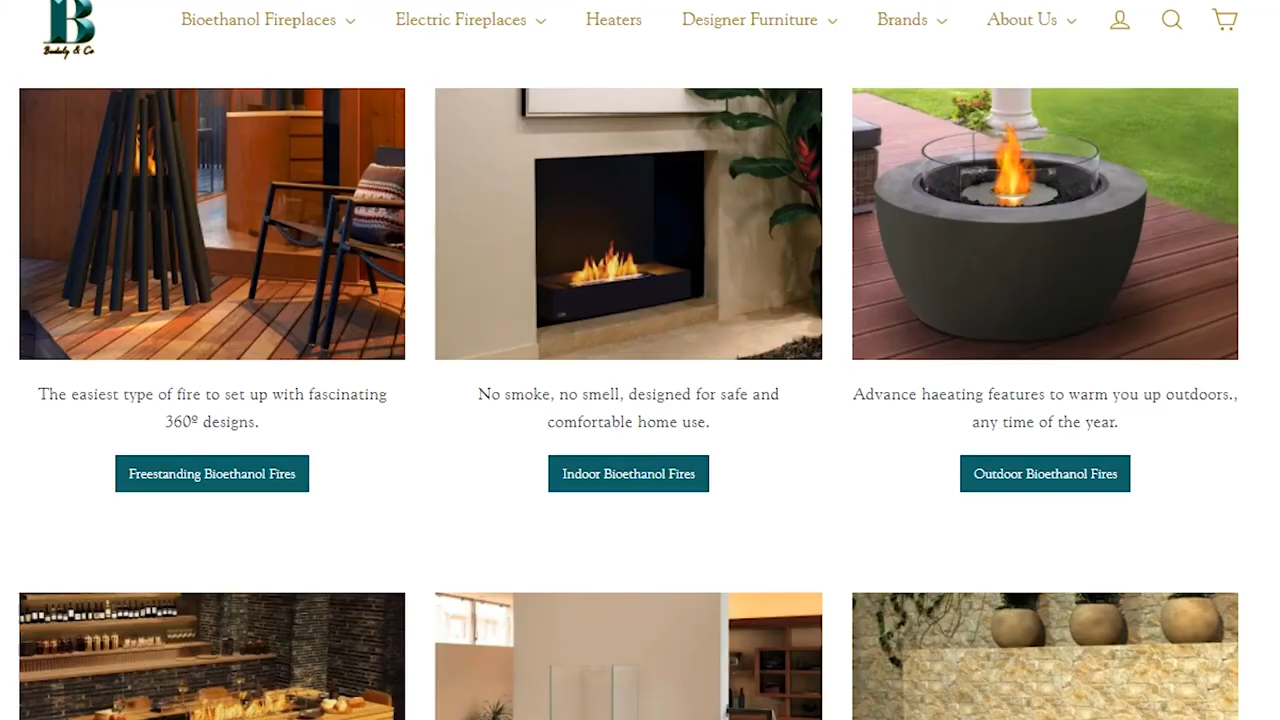 Bioethanol Fireplaces
Electric Fireplaces
Heaters
Designer Furniture
Brands
About Us
B
The easiest type of fire to set up with fascinating
360º designs.
Freestanding Bioethanol Fires
No smoke, no smell, designed for safe and
comfortable home use.
Indoor Bioethanol Fires
Advance haeating features to warm you up outdoors.,
any time of the year.
Outdoor Bioethanol Fires